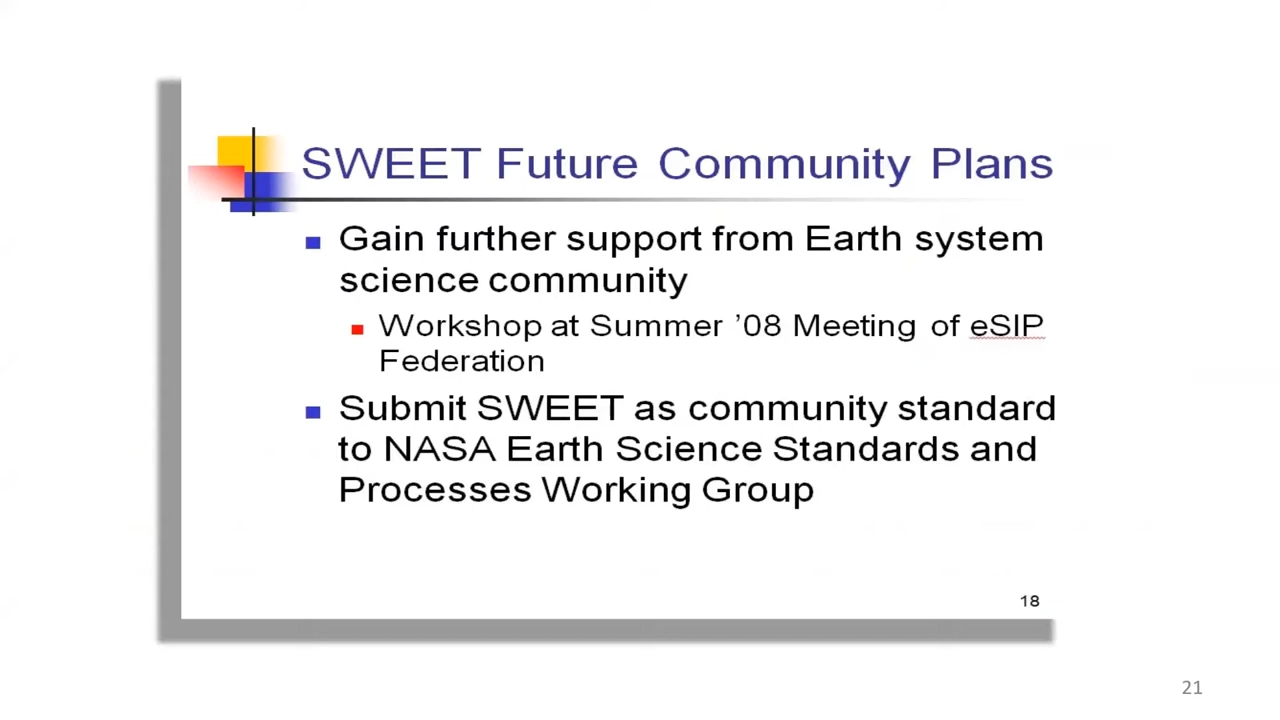 SWEET Future Community Plans
Gain further support from Earth system
science community
Workshop at Summer ’08 Meeting of eSIP
Federation
Submit SWEET as community standard
to NASA Earth Science Standards and
Processes Working Group
18
21